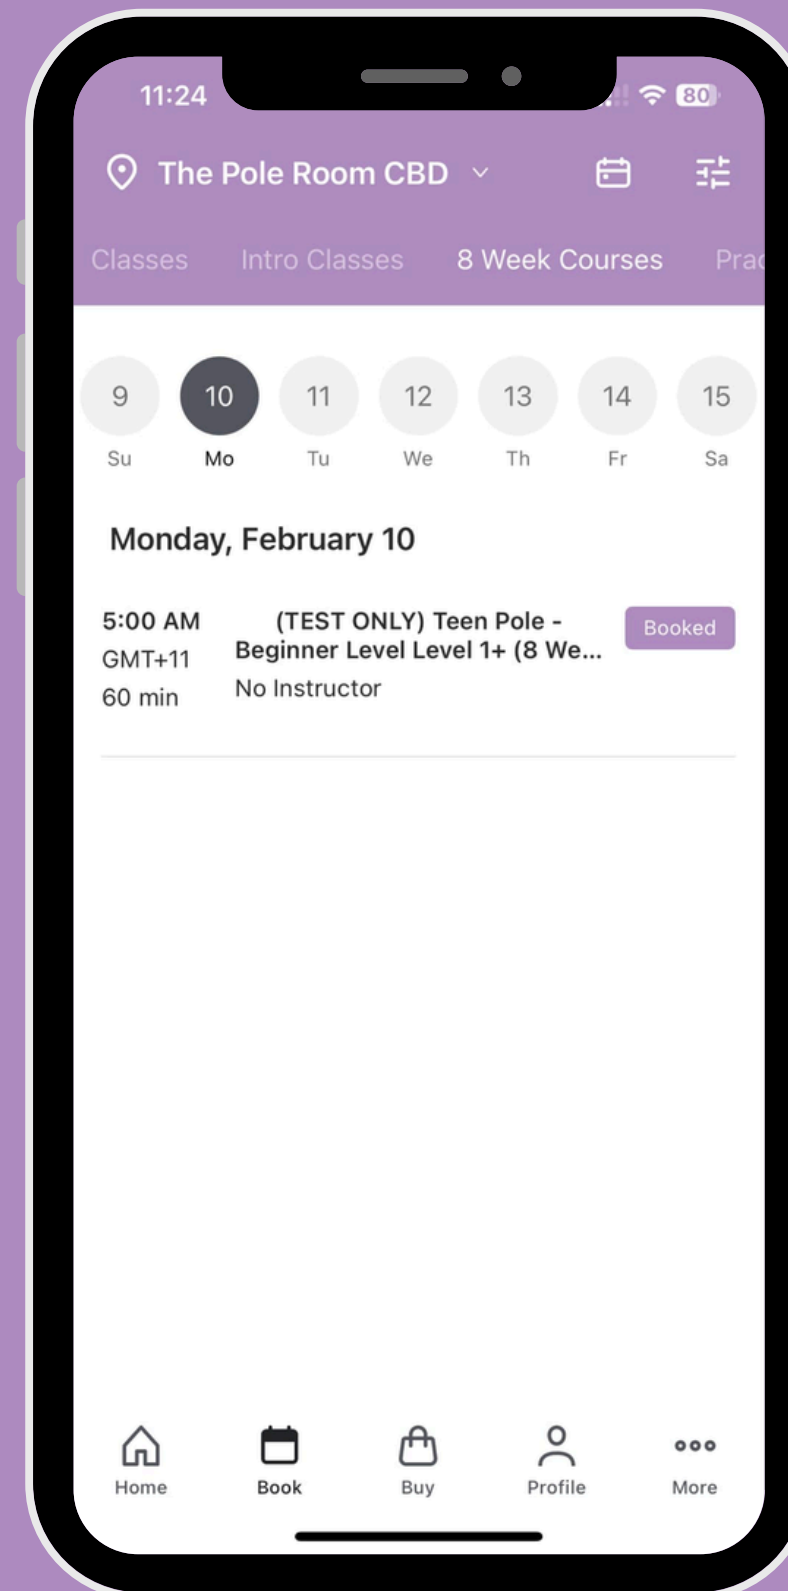 11:24
80
The Pole Room CBD
Classes Intro Classes 8 Week Courses Prac
9 10 11 12 13 14 15
Su Mo Tu We Th Fr Sa
Monday, February 10
5:00 AM
GMT+11
60 min
(TEST ONLY) Teen Pole -
Beginner Level Level 1+ (8 We...
No Instructor
Booked
Home Book Buy Profile More